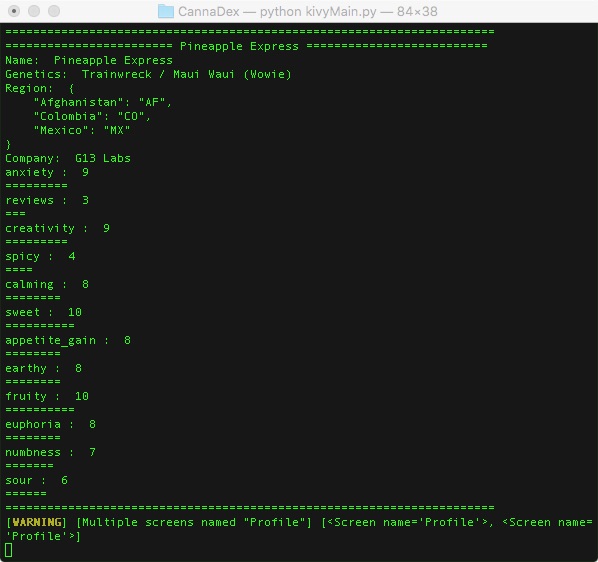 CannaDex — python kivyMain.py — 84×38
======================================================================
======================== Pineapple Express ==========================
Name:  Pineapple Express
Genetics:  Trainwreck / Maui Waui (Wowie)
Region:  {
    "Afghanistan": "AF",
    "Colombia": "CO",
    "Mexico": "MX"
}
Company:  G13 Labs
anxiety :  9
=========
reviews :  3
===
creativity :  9
=========
spicy :  4
====
calming :  8
========
sweet :  10
==========
appetite_gain :  8
========
earthy :  8
========
fruity :  10
==========
euphoria :  8
========
numbness :  7
=======
sour :  6
======
======================================================================
[WARNING] [Multiple screens named "Profile"] [<Screen name='Profile'>, <Screen name=
'Profile'>]